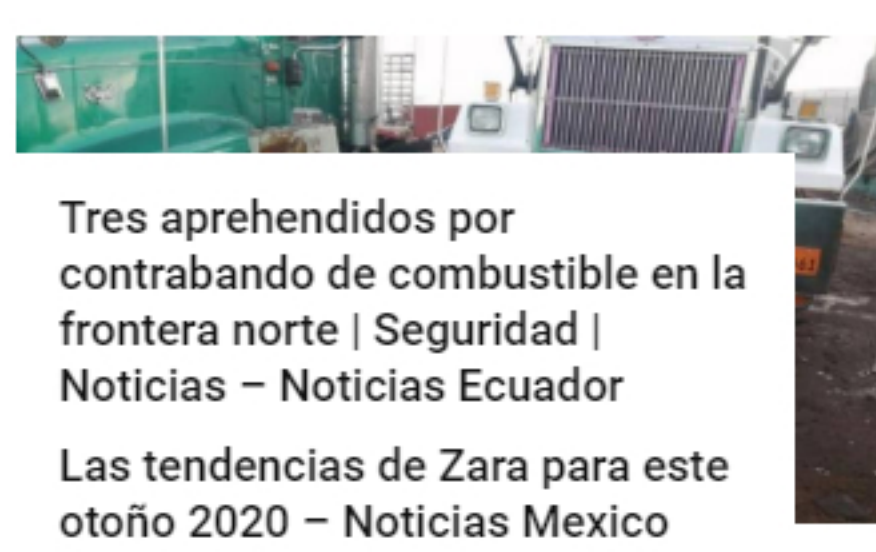 Tres aprehendidos por
contrabando de combustible en la
frontera norte | Seguridad |
Noticias – Noticias Ecuador
Las tendencias de Zara para este
otoño 2020 – Noticias Mexico